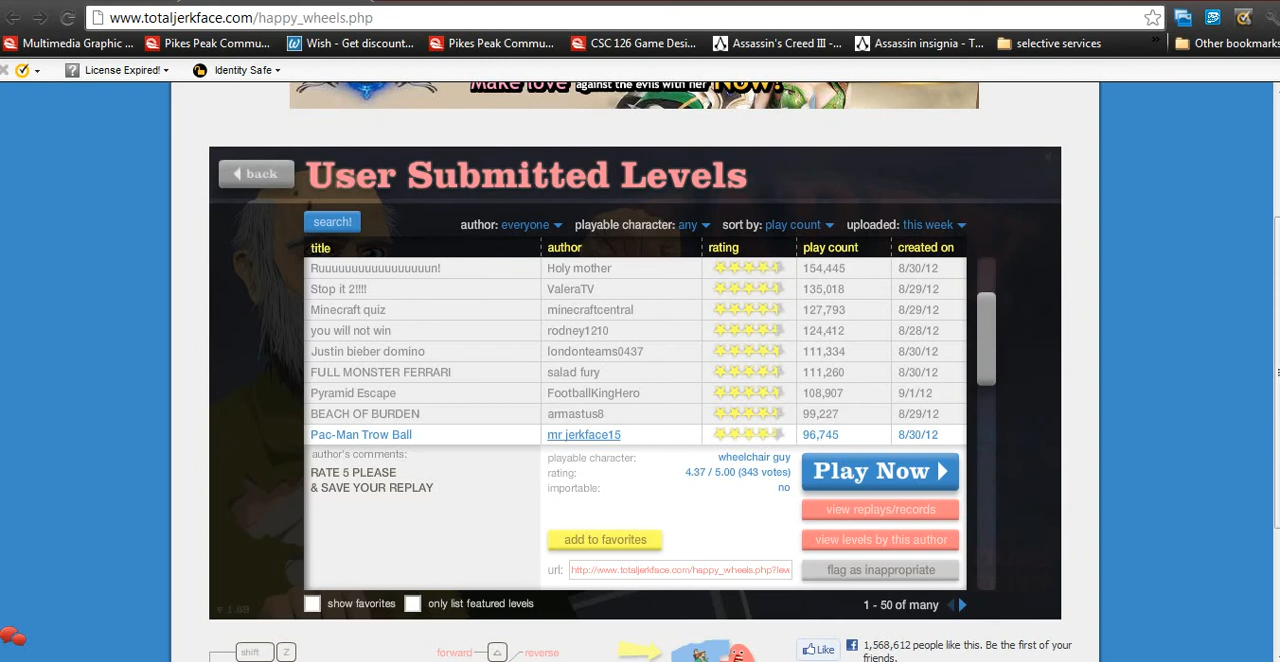 www.totaljerkface.com/happy_wheels.php
Multimedia Graphic ... Pikes Peak Commu... Wish - Get discount... Pikes Peak Commu... CSC 126 Game Desi... Assassin's Creed III -... Assassin insignia - T... selective services » Other bookmarks
License Expired! Identity Safe
Make love against the evils with her Now!
back User Submitted Levels
search! author: everyone playable character: any sort by: play count uploaded: this week
title author rating play count created on
Ruuuuuuuuuuuuuuuuun! Holy mother 154,445 8/30/12
Stop it 2!!!! ValeraTV 135,018 8/29/12
Minecraft quiz minecraftcentral 127,793 8/29/12
you will not win rodney1210 124,412 8/28/12
Justin bieber domino londonteams0437 111,334 8/30/12
FULL MONSTER FERRARI salad fury 111,260 8/30/12
Pyramid Escape FootballKingHero 108,907 9/1/12
BEACH OF BURDEN armastus8 99,227 8/29/12
Pac-Man Trow Ball mr jerkface15 96,745 8/30/12
author's comments:
RATE 5 PLEASE
& SAVE YOUR REPLAY
playable character: wheelchair guy
rating: 4.37 / 5.00 (343 votes)
importable: no
Play Now
view replays/records
add to favorites view levels by this author
url: http://www.totaljerkface.com/happy_wheels.php?lev
flag as inappropriate
v 1.69 show favorites only list featured levels 1 - 50 of many
shift Z forward reverse
Like 1,568,612 people like this. Be the first of your friends.